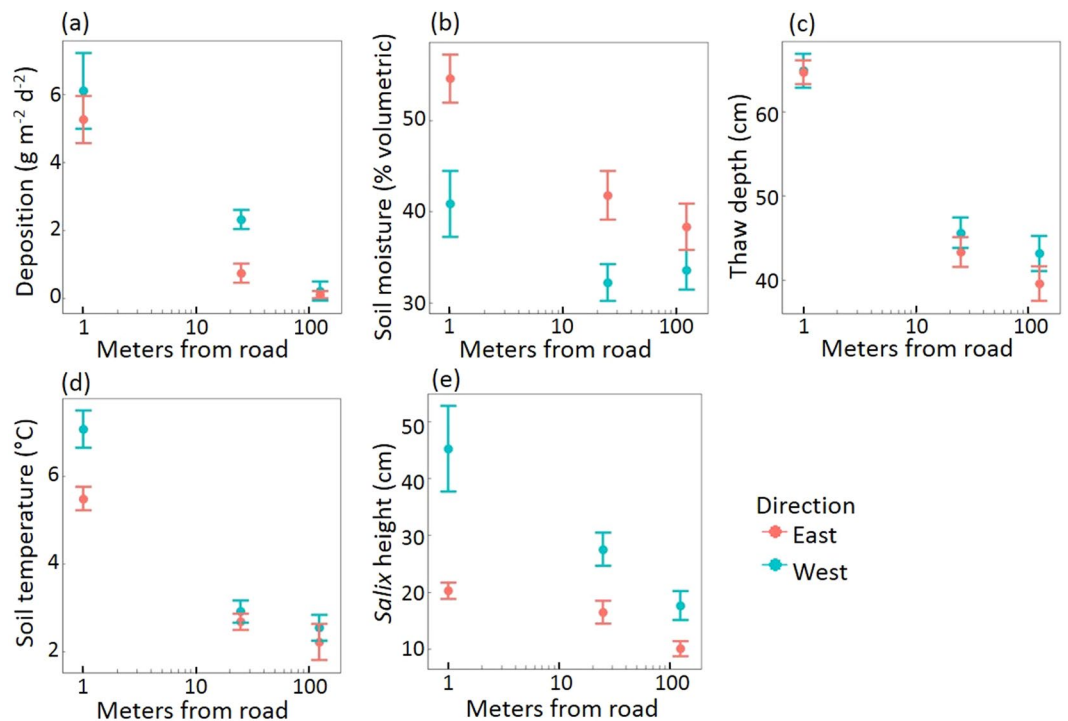 (a)
Deposition (g m⁻² d⁻²)
6
4
2
0
1 10 100
Meters from road
(b)
Soil moisture (% volumetric)
50
40
30
1 10 100
Meters from road
(c)
Thaw depth (cm)
60
50
40
1 10 100
Meters from road
(d)
Soil temperature (°C)
6
4
2
1 10 100
Meters from road
(e)
Salix height (cm)
50
40
30
20
10
1 10 100
Meters from road
Direction
East
West